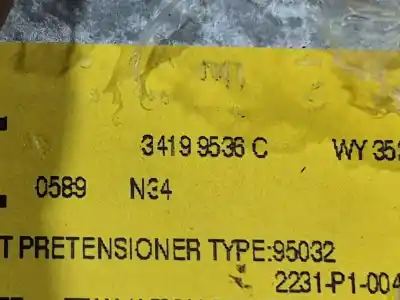 3419 9536 C WY 35
0589 N34
T PRETENSIONER TYPE:95032
2231-P1-004